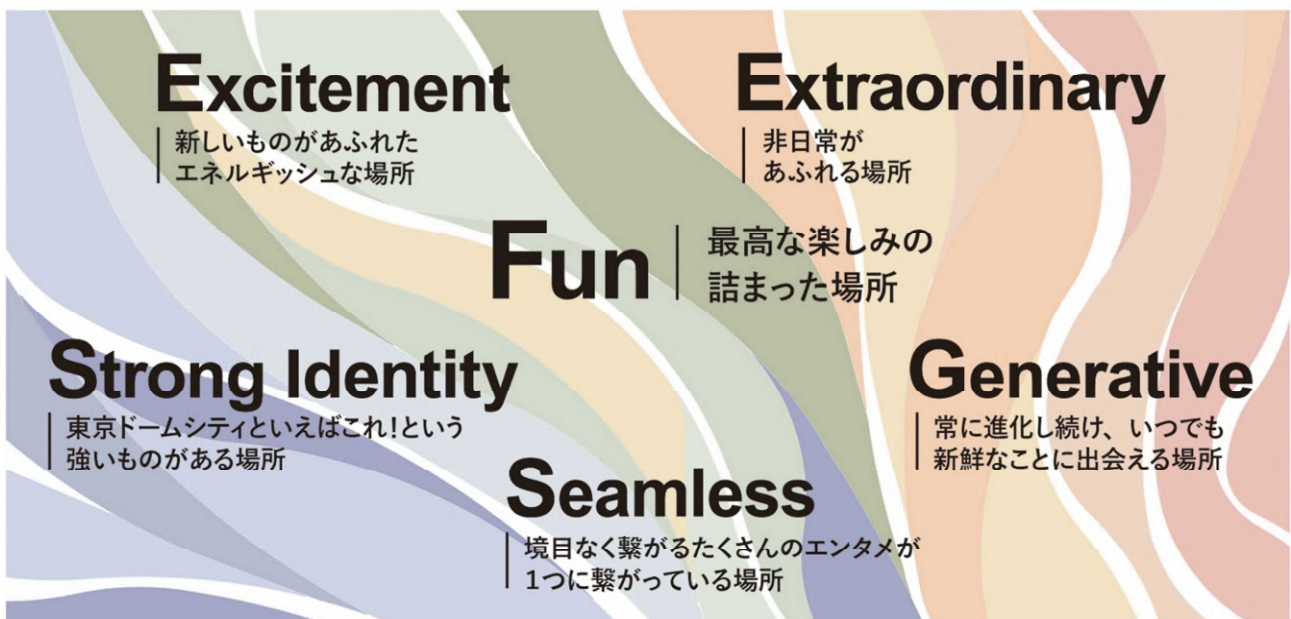 Excitement
新しいものがあふれた
エネルギッシュな場所
Extraordinary
非日常が
あふれる場所
Fun
最高な楽しみの
詰まった場所
Strong Identity
東京ドームシティといえばこれ!という
強いものがある場所
Generative
常に進化し続け、いつでも
新鮮なことに出会える場所
Seamless
境目なく繋がるたくさんのエンタメが
1つに繋がっている場所